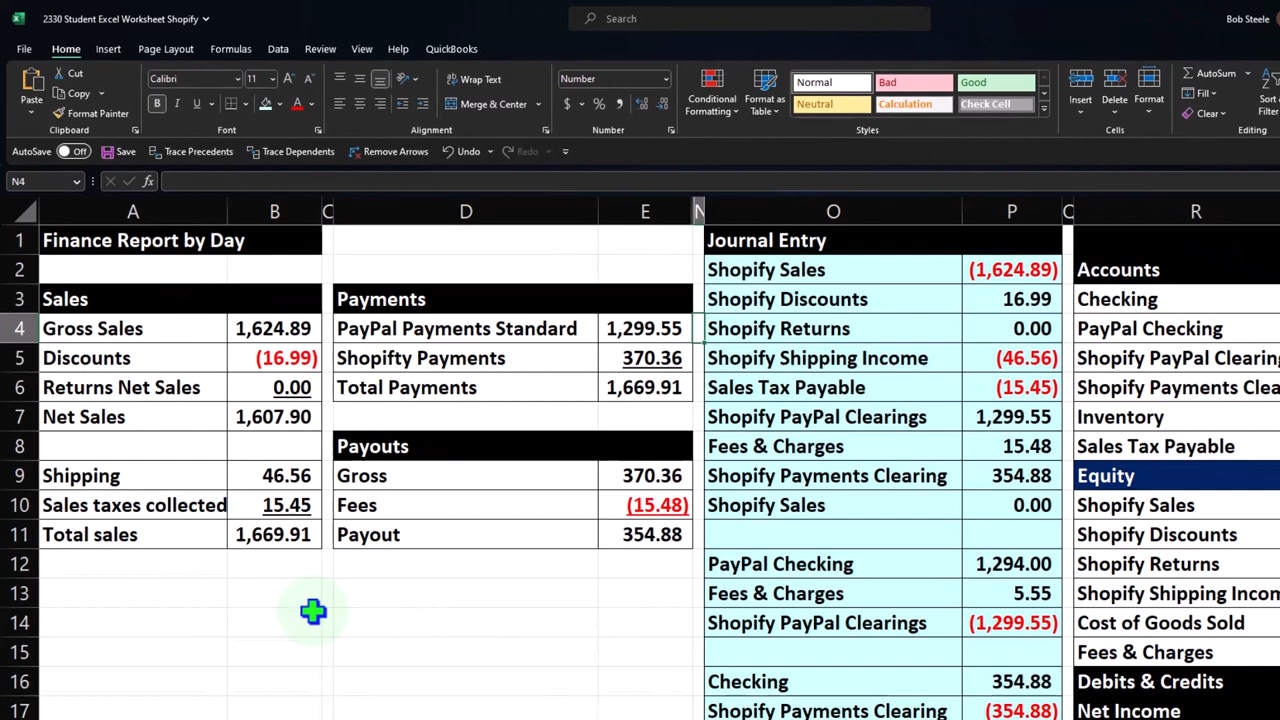 2330 Student Excel Worksheet Shopify
Search
Bob Steele
File Home Insert Page Layout Formulas Data Review View Help QuickBooks
Paste Cut Copy Format Painter Clipboard
Calibri 11 A A B I U A Font
Wrap Text Merge & Center Alignment
Number $ % , Number
Conditional Formatting Format as Table
Normal Bad Good
Neutral Calculation Check Cell
Styles
Insert Delete Format Cells
AutoSum Fill Clear Sort Filter Editing
AutoSave Off Save Trace Precedents Trace Dependents Remove Arrows Undo Redo
N4 fx
A B C D E N O P R
1 Finance Report by Day Journal Entry
2 Shopify Sales (1,624.89) Accounts
3 Sales Payments Shopify Discounts 16.99 Checking
4 Gross Sales 1,624.89 PayPal Payments Standard 1,299.55 Shopify Returns 0.00 PayPal Checking
5 Discounts (16.99) Shopifty Payments 370.36 Shopify Shipping Income (46.56) Shopify PayPal Clearing
6 Returns Net Sales 0.00 Total Payments 1,669.91 Sales Tax Payable (15.45) Shopify Payments Clea
7 Net Sales 1,607.90 Shopify PayPal Clearings 1,299.55 Inventory
8 Payouts Fees & Charges 15.48 Sales Tax Payable
9 Shipping 46.56 Gross 370.36 Shopify Payments Clearing 354.88 Equity
10 Sales taxes collected 15.45 Fees (15.48) Shopify Sales 0.00 Shopify Sales
11 Total sales 1,669.91 Payout 354.88 Shopify Discounts
12 PayPal Checking 1,294.00 Shopify Returns
13 Fees & Charges 5.55 Shopify Shipping Incom
14 Shopify PayPal Clearings (1,299.55) Cost of Goods Sold
15 Fees & Charges
16 Checking 354.88 Debits & Credits
17 Shopify Payments Clearing (354.88) Net Income